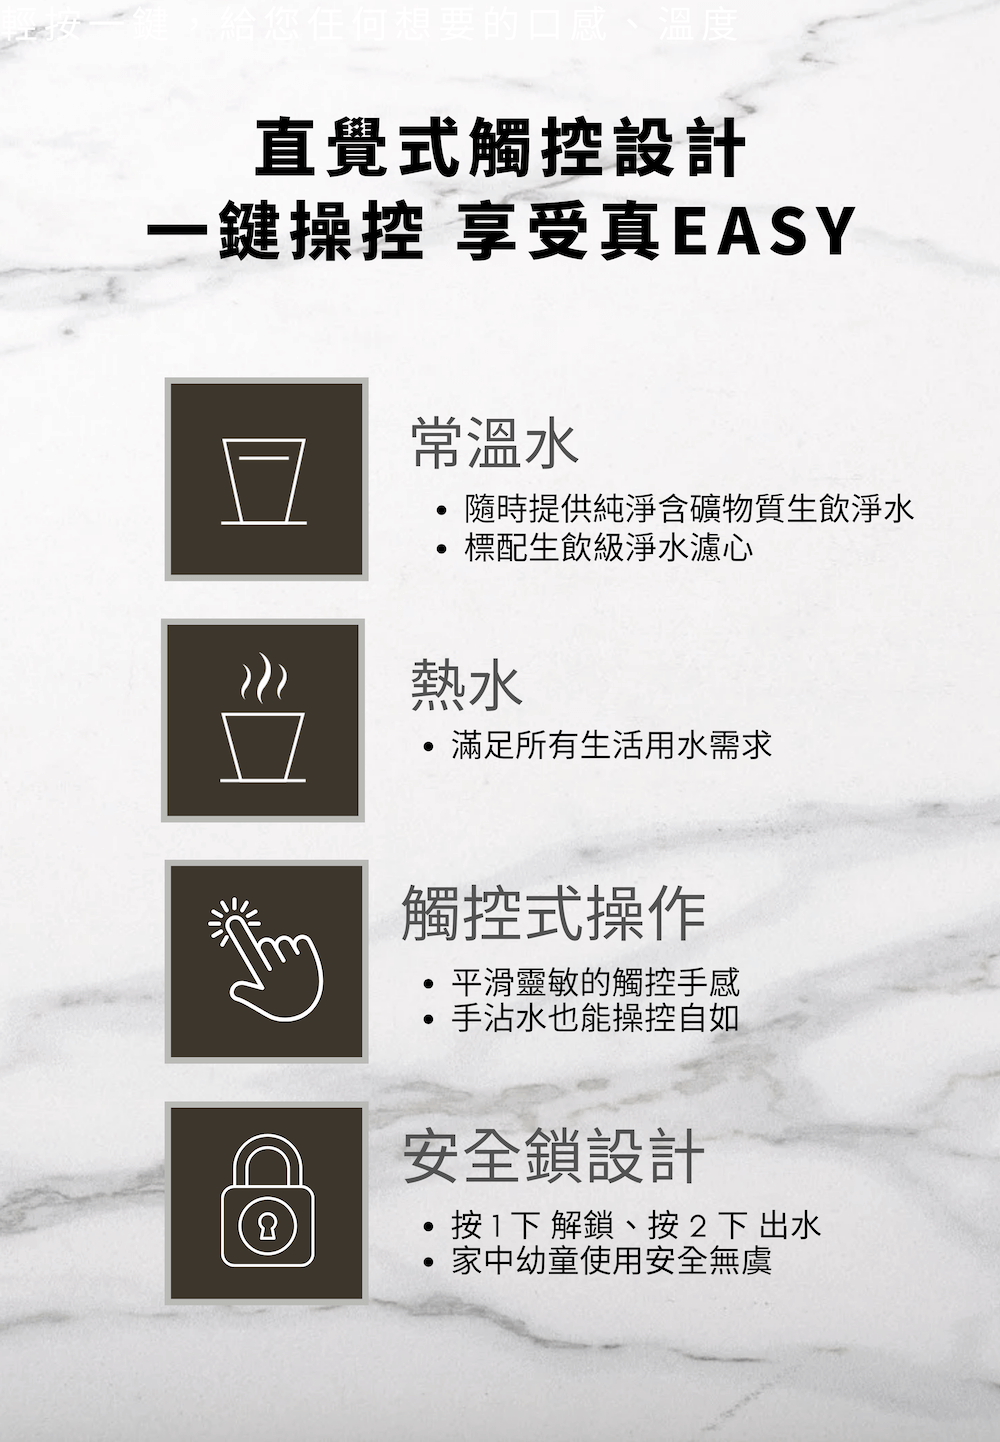 輕按一鍵，給您任何想要的口感、溫度
直覺式觸控設計
一鍵操控 享受真EASY
常溫水
• 隨時提供純淨含礦物質生飲淨水
• 標配生飲級淨水濾心
熱水
• 滿足所有生活用水需求
觸控式操作
• 平滑靈敏的觸控手感
• 手沾水也能操控自如
安全鎖設計
• 按1下 解鎖、按 2 下 出水
• 家中幼童使用安全無虞